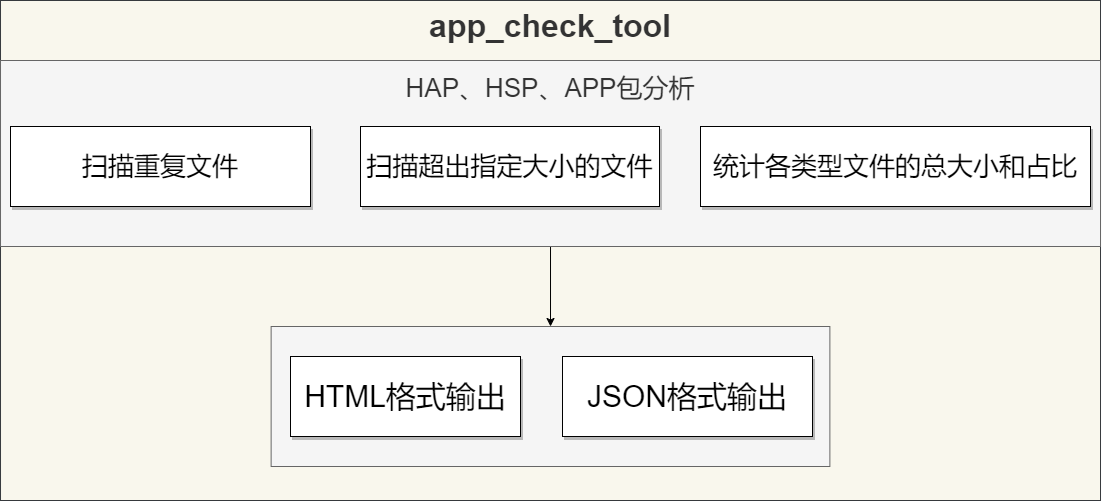 app_check_tool
HAP、HSP、APP包分析
扫描重复文件
扫描超出指定大小的文件
统计各类型文件的总大小和占比
HTML格式输出
JSON格式输出